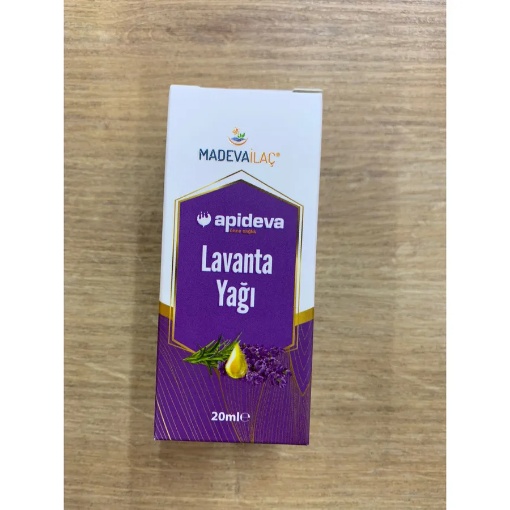 MADEVAİLAÇ®
apideva
Lavanta
Yağı
20ml℮